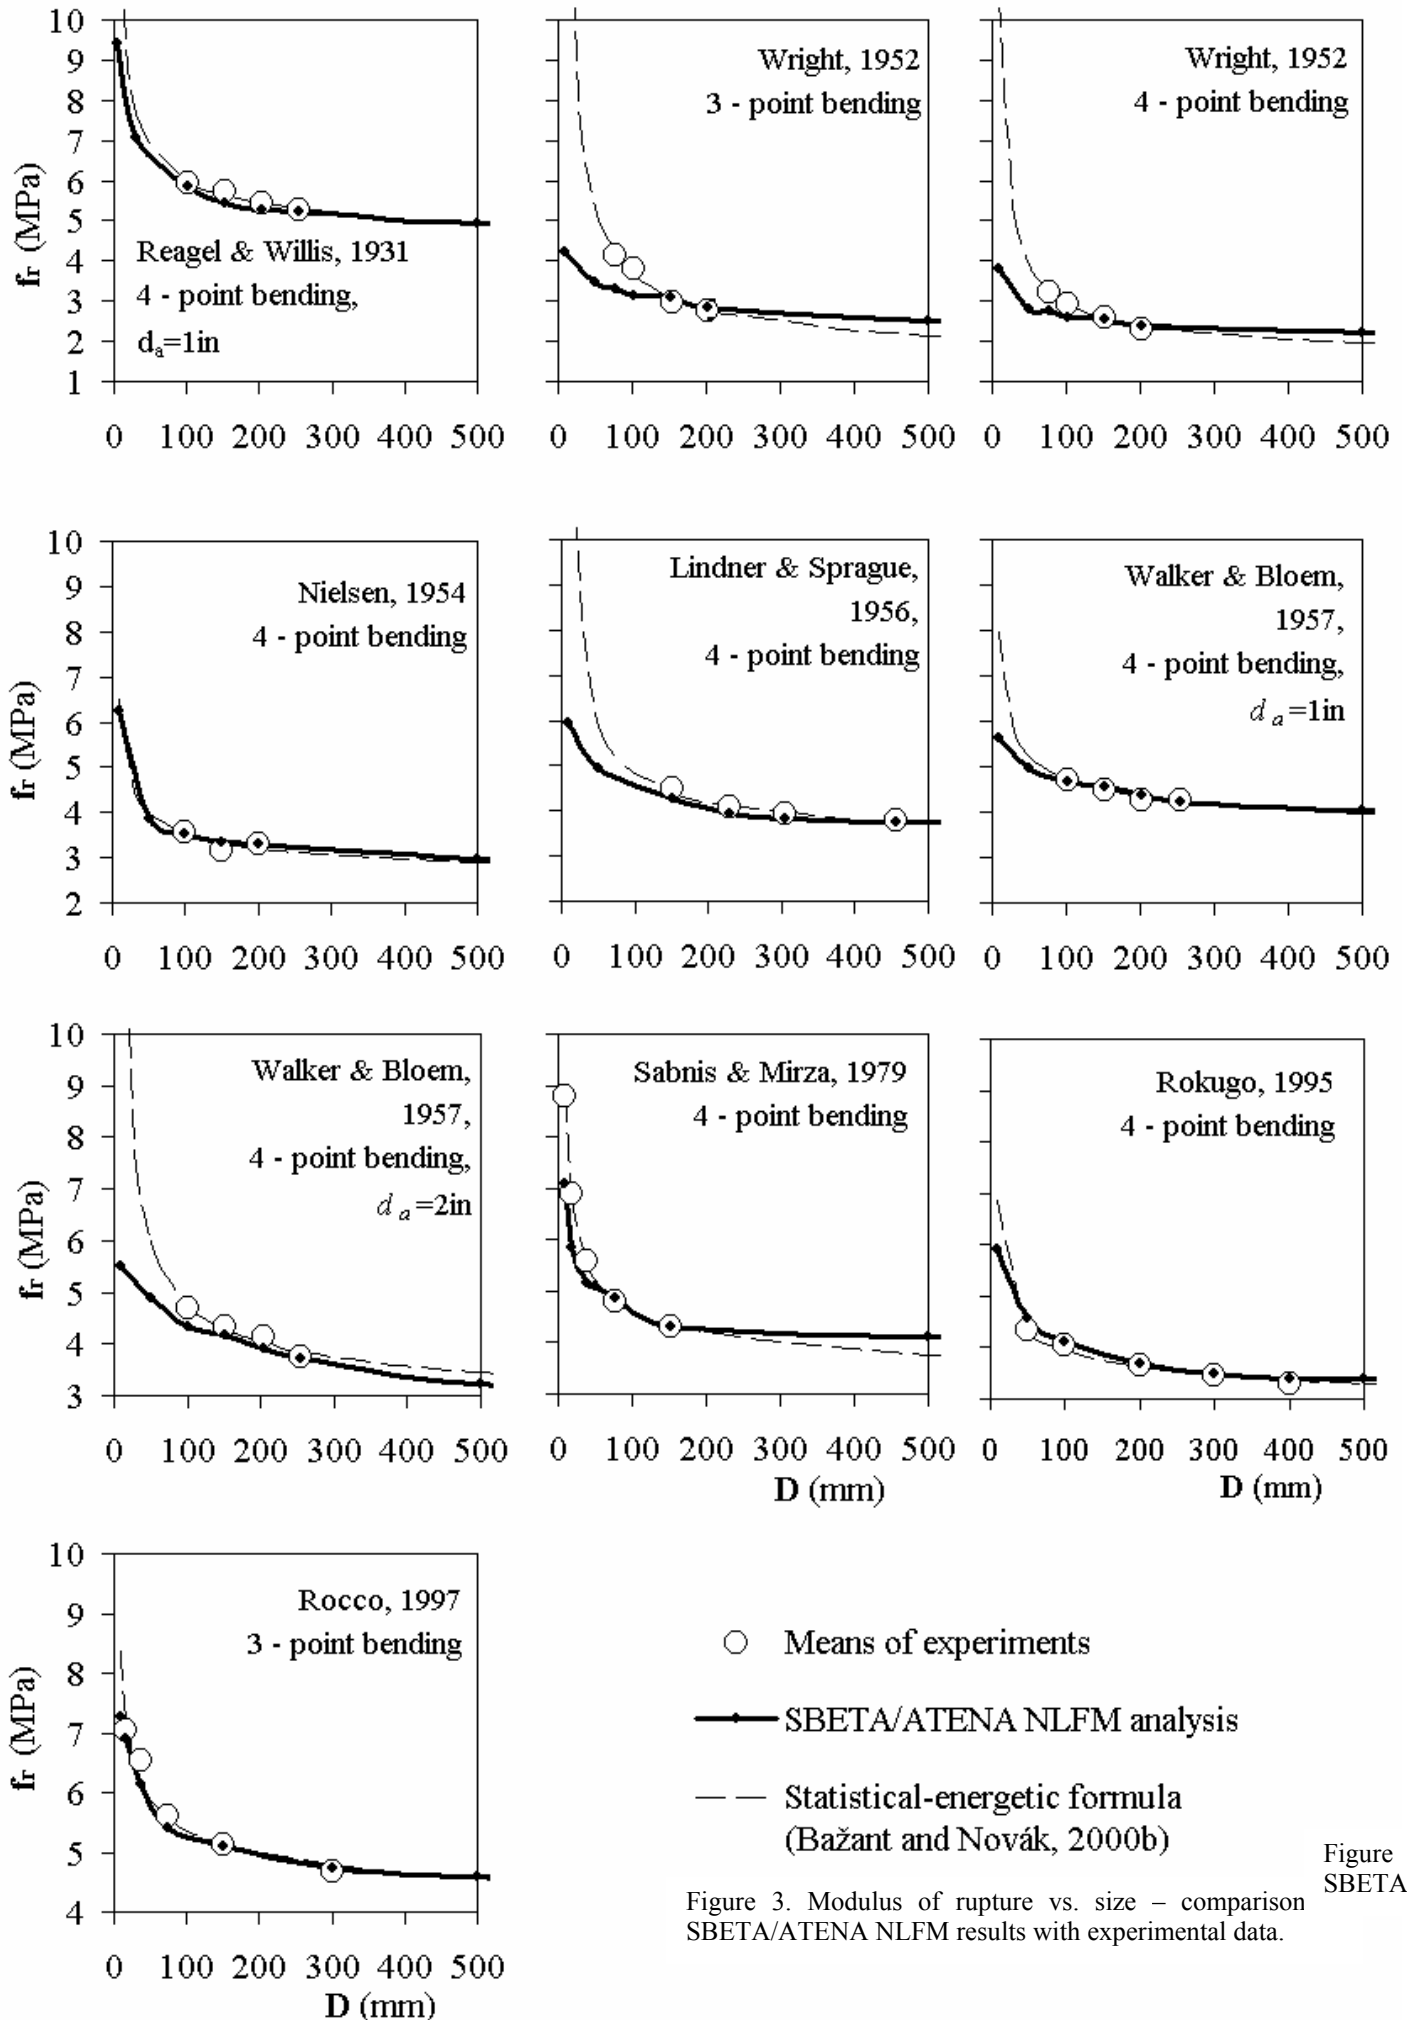 10
9
8
7
6
5
4
3
2
1
fr (MPa)
Reagel & Willis, 1931
4 - point bending,
da=1in
0 100 200 300 400 500
Wright, 1952
3 - point bending
0 100 200 300 400 500
Wright, 1952
4 - point bending
0 100 200 300 400 500
10
9
8
7
6
5
4
3
2
fr (MPa)
Nielsen, 1954
4 - point bending
0 100 200 300 400 500
Lindner & Sprague,
1956,
4 - point bending
0 100 200 300 400 500
Walker & Bloem,
1957,
4 - point bending,
d a =1in
0 100 200 300 400 500
10
9
8
7
6
5
4
3
fr (MPa)
Walker & Bloem,
1957,
4 - point bending,
d a =2in
0 100 200 300 400 500
Sabnis & Mirza, 1979
4 - point bending
0 100 200 300 400 500
D (mm)
Rokugo, 1995
4 - point bending
0 100 200 300 400 500
D (mm)
10
9
8
7
6
5
4
fr (MPa)
Rocco, 1997
3 - point bending
0 100 200 300 400 500
D (mm)
Means of experiments
SBETA/ATENA NLFM analysis
Statistical-energetic formula
(Bažant and Novák, 2000b)
Figure 3. Modulus of rupture vs. size – comparison
SBETA/ATENA NLFM results with experimental data.
Figure
SBETA